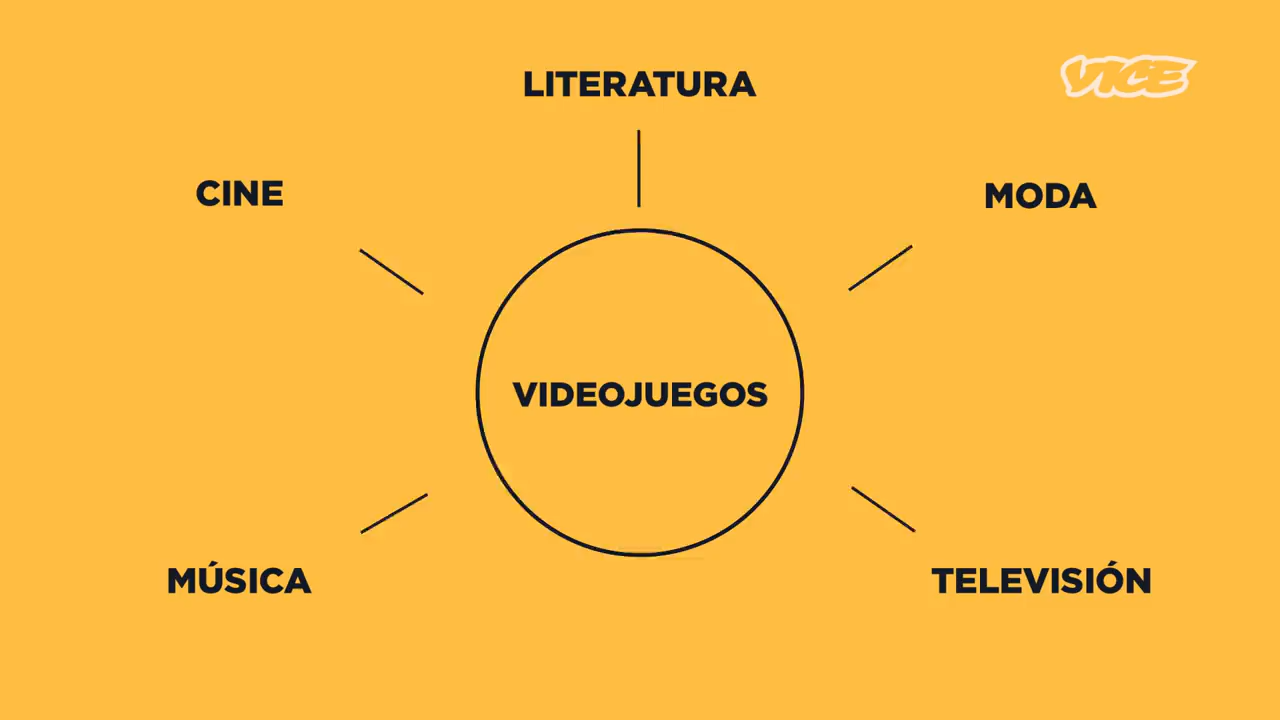 LITERATURA
VICE
CINE
MODA
VIDEOJUEGOS
MÚSICA
TELEVISIÓN